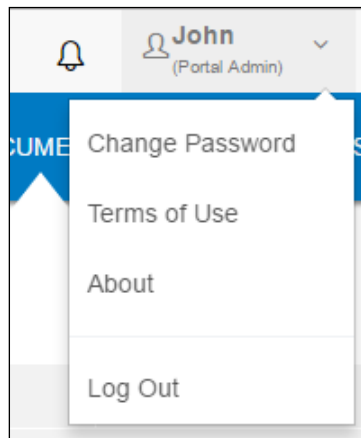 John
(Portal Admin)
CUME
Change Password
Terms of Use
About
Log Out